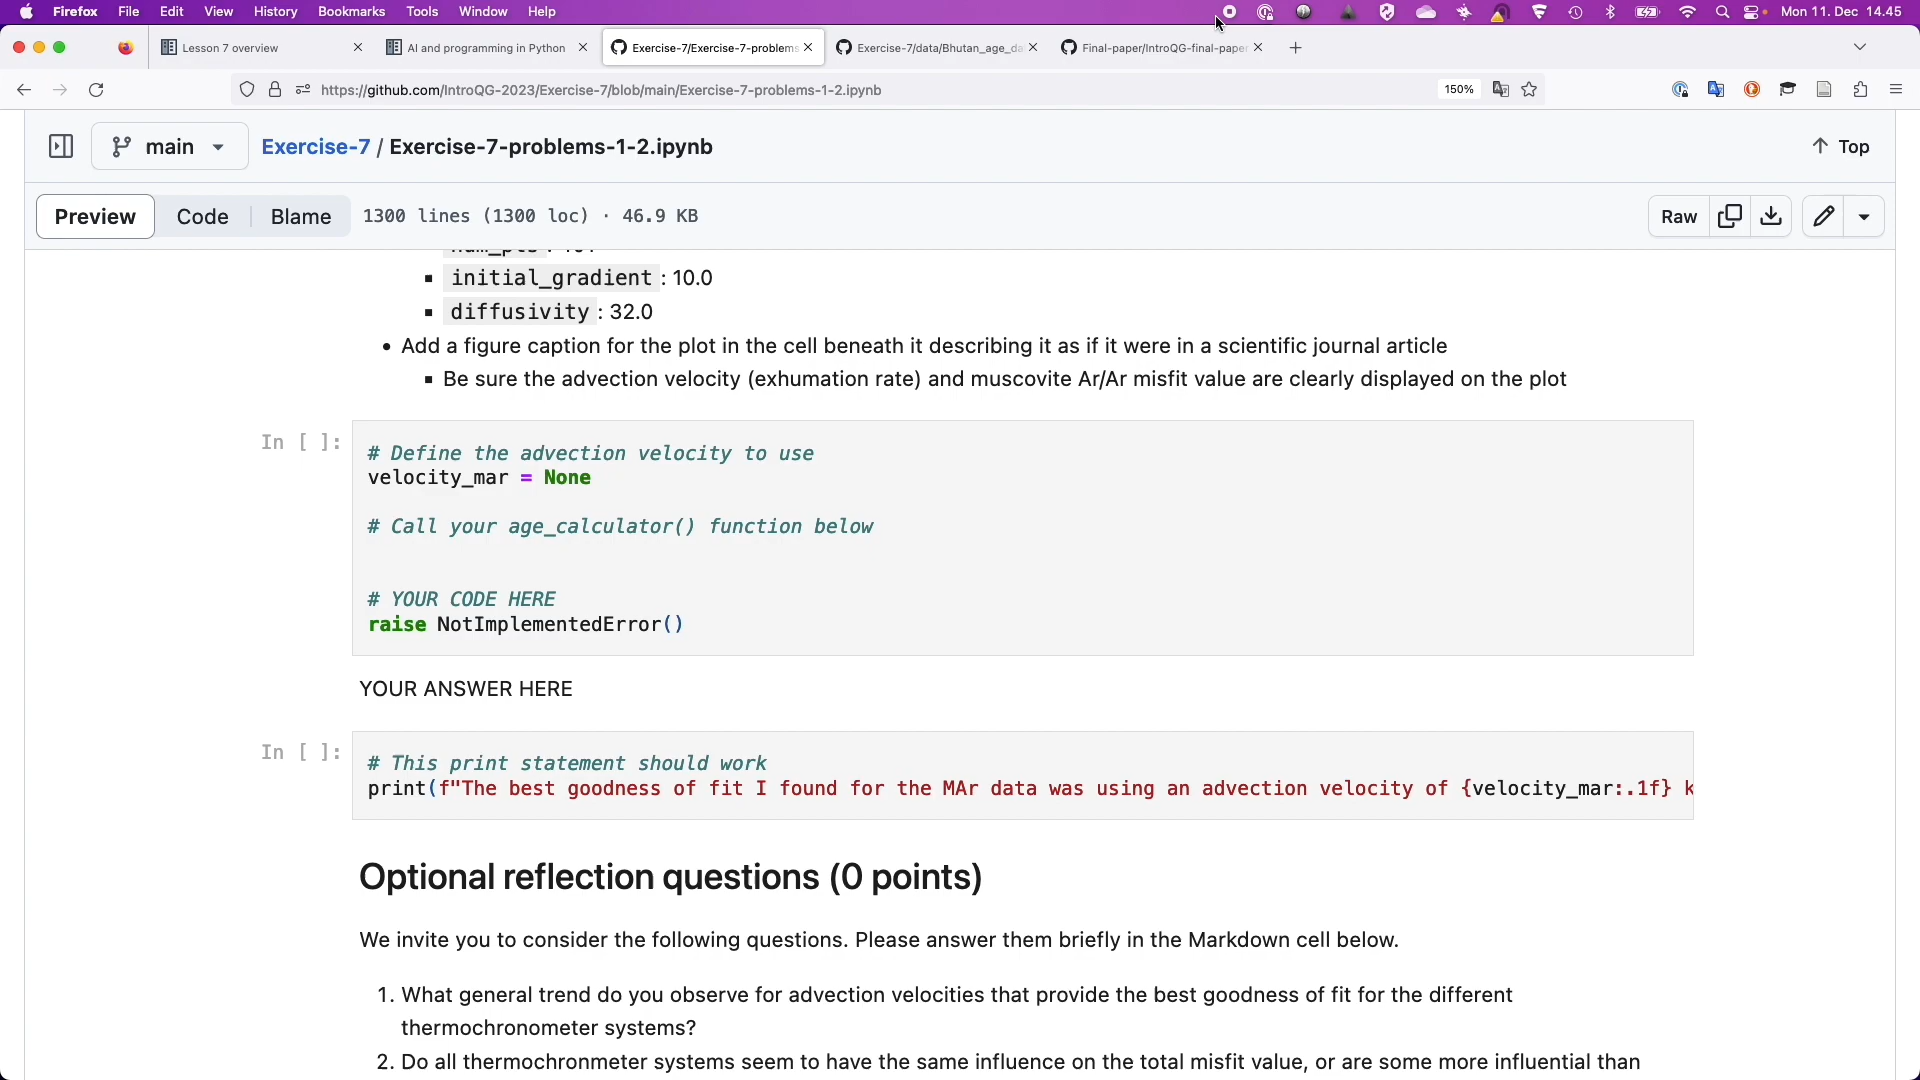 Firefox File Edit View History Bookmarks Tools Window Help Mon 11. Dec 14.45
Lesson 7 overview AI and programming in Python Exercise-7/Exercise-7-problems Exercise-7/data/Bhutan_age_da Final-paper/IntroQG-final-paper
https://github.com/IntroQG-2023/Exercise-7/blob/main/Exercise-7-problems-1-2.ipynb 150%
main Exercise-7 / Exercise-7-problems-1-2.ipynb Top
Preview Code Blame 1300 lines (1300 loc) · 46.9 KB Raw
initial_gradient : 10.0
diffusivity : 32.0
Add a figure caption for the plot in the cell beneath it describing it as if it were in a scientific journal article
Be sure the advection velocity (exhumation rate) and muscovite Ar/Ar misfit value are clearly displayed on the plot
In [ ]:
# Define the advection velocity to use
velocity_mar = None
# Call your age_calculator() function below
# YOUR CODE HERE
raise NotImplementedError()
YOUR ANSWER HERE
In [ ]:
# This print statement should work
print(f"The best goodness of fit I found for the MAr data was using an advection velocity of {velocity_mar:.1f} k
Optional reflection questions (0 points)
We invite you to consider the following questions. Please answer them briefly in the Markdown cell below.
1. What general trend do you observe for advection velocities that provide the best goodness of fit for the different
thermochronometer systems?
2. Do all thermochronmeter systems seem to have the same influence on the total misfit value, or are some more influential than